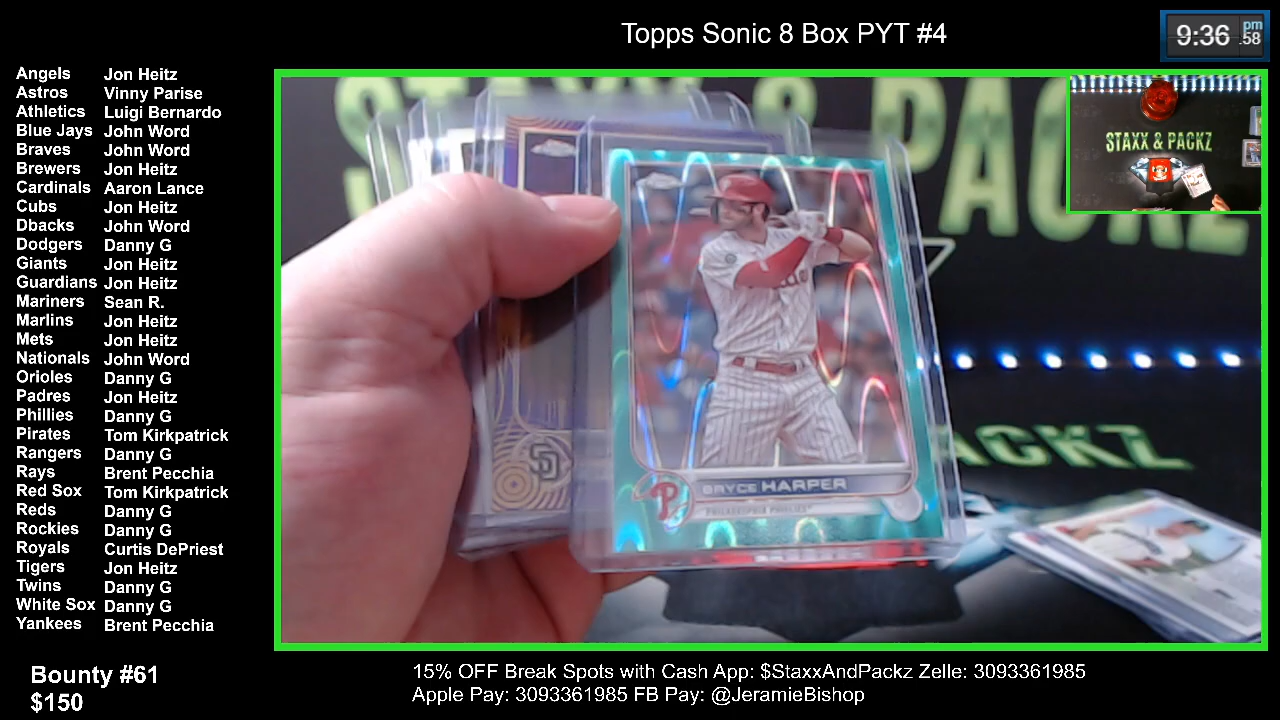 Topps Sonic 8 Box PYT #4
9:36 pm .58
Angels Jon Heitz
Astros Vinny Parise
Athletics Luigi Bernardo
Blue Jays John Word
Braves John Word
Brewers Jon Heitz
Cardinals Aaron Lance
Cubs Jon Heitz
Dbacks John Word
Dodgers Danny G
Giants Jon Heitz
Guardians Jon Heitz
Mariners Sean R.
Marlins Jon Heitz
Mets Jon Heitz
Nationals John Word
Orioles Danny G
Padres Jon Heitz
Phillies Danny G
Pirates Tom Kirkpatrick
Rangers Danny G
Rays Brent Pecchia
Red Sox Tom Kirkpatrick
Reds Danny G
Rockies Danny G
Royals Curtis DePriest
Tigers Jon Heitz
Twins Danny G
White Sox Danny G
Yankees Brent Pecchia
STAXX & PACKZ
STAXX & PACKZ
PACKZ
SD
P
BRYCE HARPER
PHILADELPHIA PHILLIES
Bounty #61
$150
15% OFF Break Spots with Cash App: $StaxxAndPackz Zelle: 3093361985
Apple Pay: 3093361985 FB Pay: @JeramieBishop